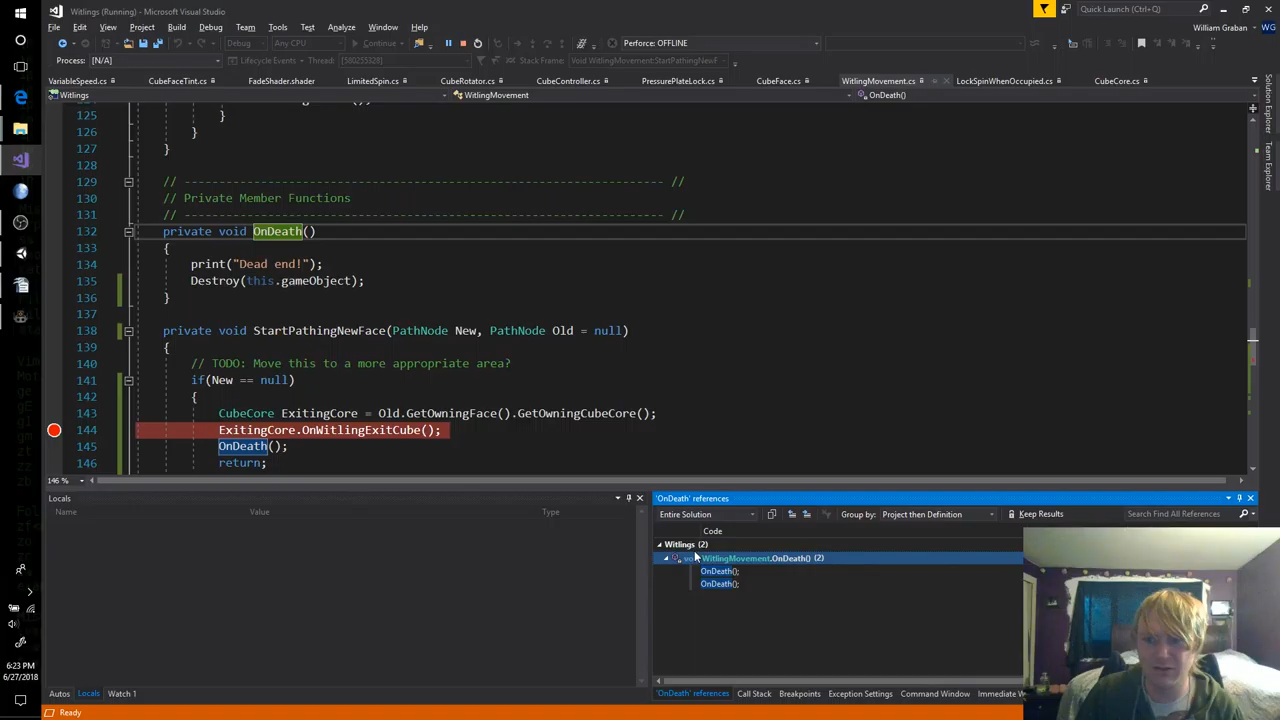 Witlings (Running) - Microsoft Visual Studio
Quick Launch (Ctrl+Q)
File Edit View Project Build Debug Team Tools Test Analyze Window Help
William Graban WG
Debug Any CPU Continue Perforce: OFFLINE
Process: [N/A] Lifecycle Events Thread: [580255328] Stack Frame: Void WitlingMovement:StartPathingNewF
VariableSpeed.cs CubeFaceTint.cs FadeShader.shader LimitedSpin.cs CubeRotator.cs CubeController.cs PressurePlateLock.cs CubeFace.cs WitlingMovement.cs LockSpinWhenOccupied.cs CubeCore.cs
Witlings WitlingMovement OnDeath()
Solution Explorer
Team Explorer
125 }
126 }
127 }
128
129 // -------------------------------------------------------------------- //
130 // Private Member Functions
131 // -------------------------------------------------------------------- //
132 private void OnDeath()
133 {
134 print("Dead end!");
135 Destroy(this.gameObject);
136 }
137
138 private void StartPathingNewFace(PathNode New, PathNode Old = null)
139 {
140 // TODO: Move this to a more appropriate area?
141 if(New == null)
142 {
143 CubeCore ExitingCore = Old.GetOwningFace().GetOwningCubeCore();
144 ExitingCore.OnWitlingExitCube();
145 OnDeath();
146 return;
146 %
Locals
Name Value Type
Autos Locals Watch 1
'OnDeath' references
Entire Solution Group by: Project then Definition Keep Results Search Find All References
Code
Witlings (2)
WitlingMovement.OnDeath() (2)
OnDeath();
OnDeath();
'OnDeath' references Call Stack Breakpoints Exception Settings Command Window Immediate W
6:23 PM
6/27/2018
Ready